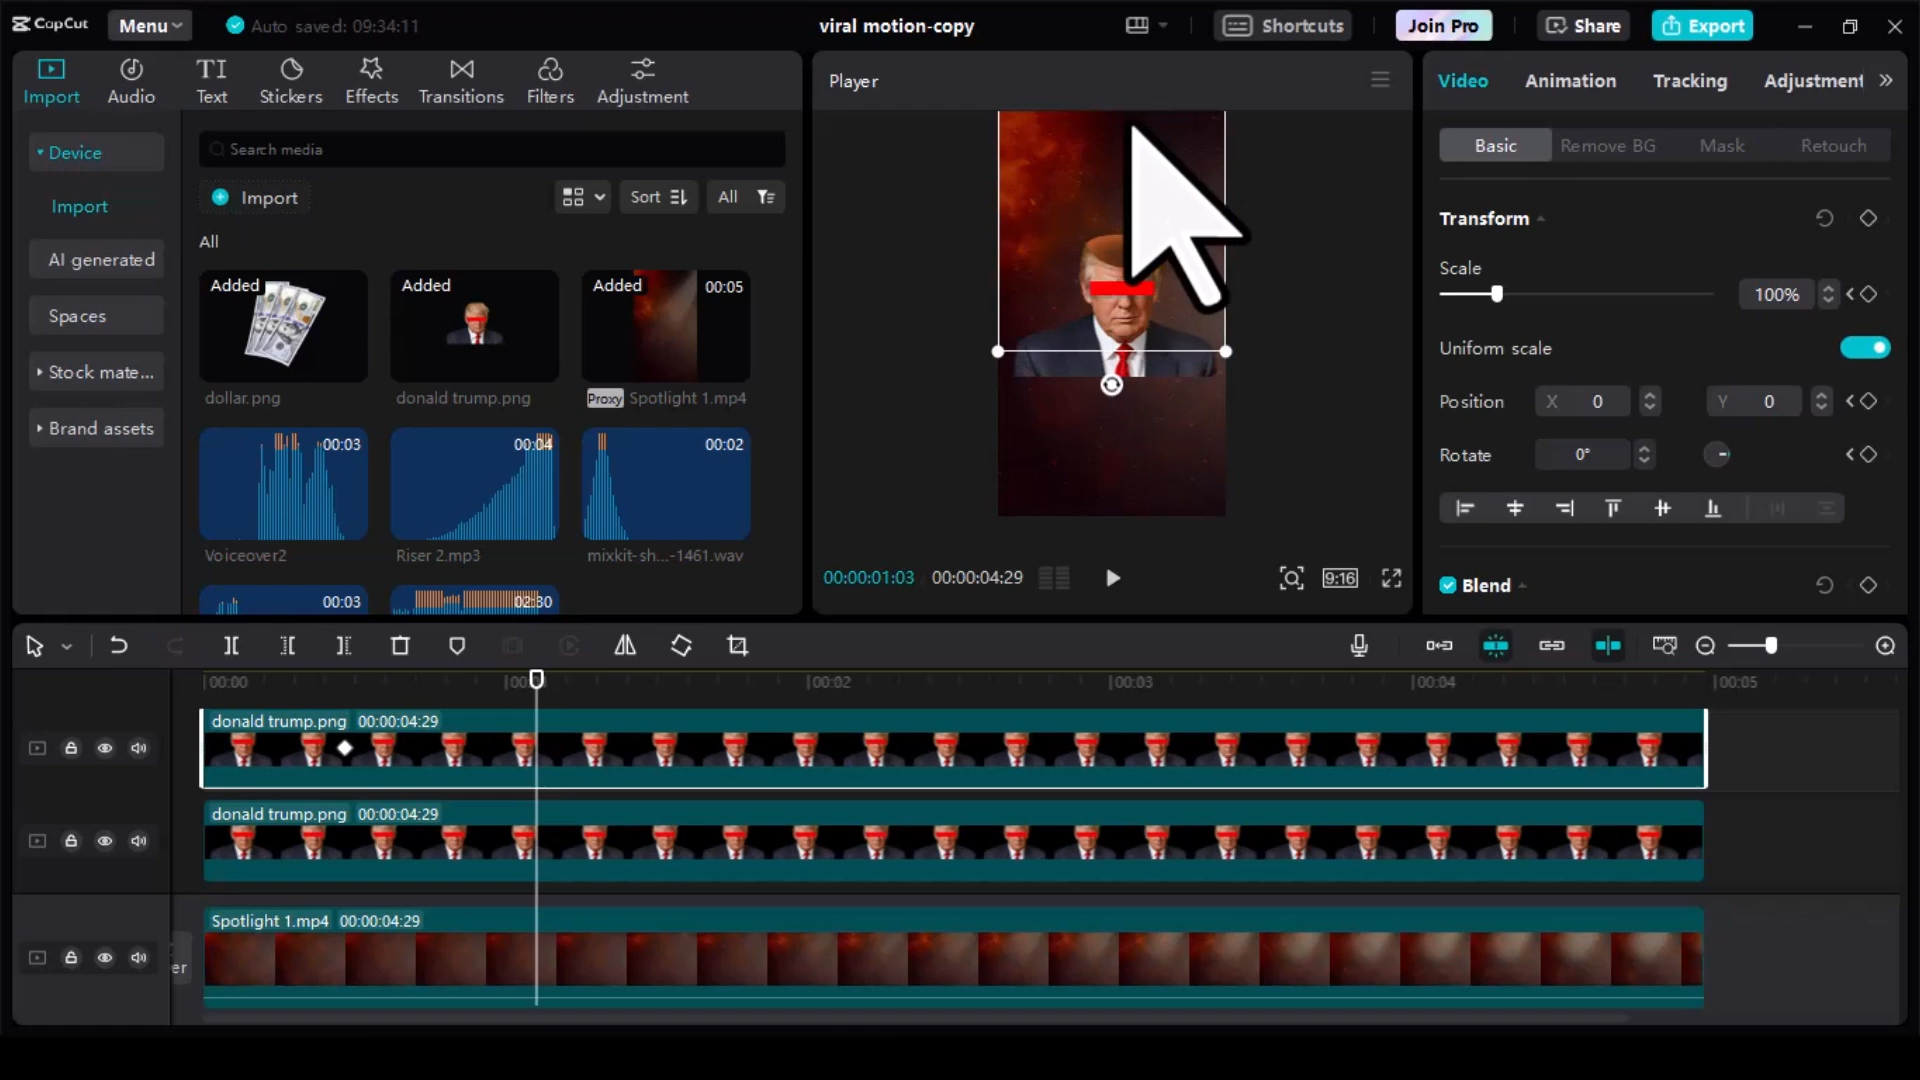 CapCut
Menu
Auto saved: 09:34:11
viral motion-copy
Shortcuts
Join Pro
Share
Export
Import
Audio
TI
Text
Stickers
Effects
Transitions
Filters
Adjustment
Player
Video
Animation
Tracking
Adjustment
Device
Import
AI generated
Spaces
Stock mate...
Brand assets
Search media
Import
Sort
All
All
Added
dollar.png
Added
donald trump.png
Added
00:05
Proxy
Spotlight 1.mp4
00:03
Voiceover2
00:04
Riser 2.mp3
00:02
mixkit-sh...-1461.wav
00:03
02:30
00:00:01:03
00:00:04:29
9:16
Basic
Remove BG
Mask
Retouch
Transform
Scale
100%
Uniform scale
Position
X 0
Y 0
Rotate
0°
Blend
00:00
00:02
00:03
00:04
00:05
donald trump.png 00:00:04:29
donald trump.png 00:00:04:29
Spotlight 1.mp4 00:00:04:29
er